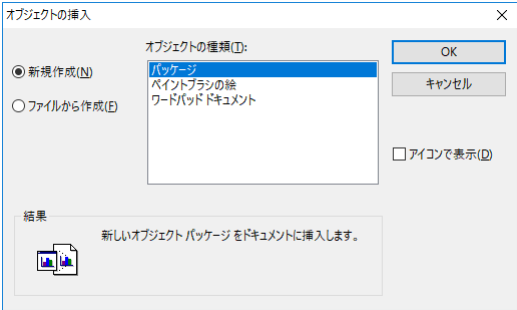 オブジェクトの挿入
オブジェクトの種類(T):
新規作成(N)
ファイルから作成(F)
パッケージ
ペイントブラシの絵
ワードパッド ドキュメント
OK
キャンセル
アイコンで表示(D)
結果
新しいオブジェクト パッケージ をドキュメントに挿入します。